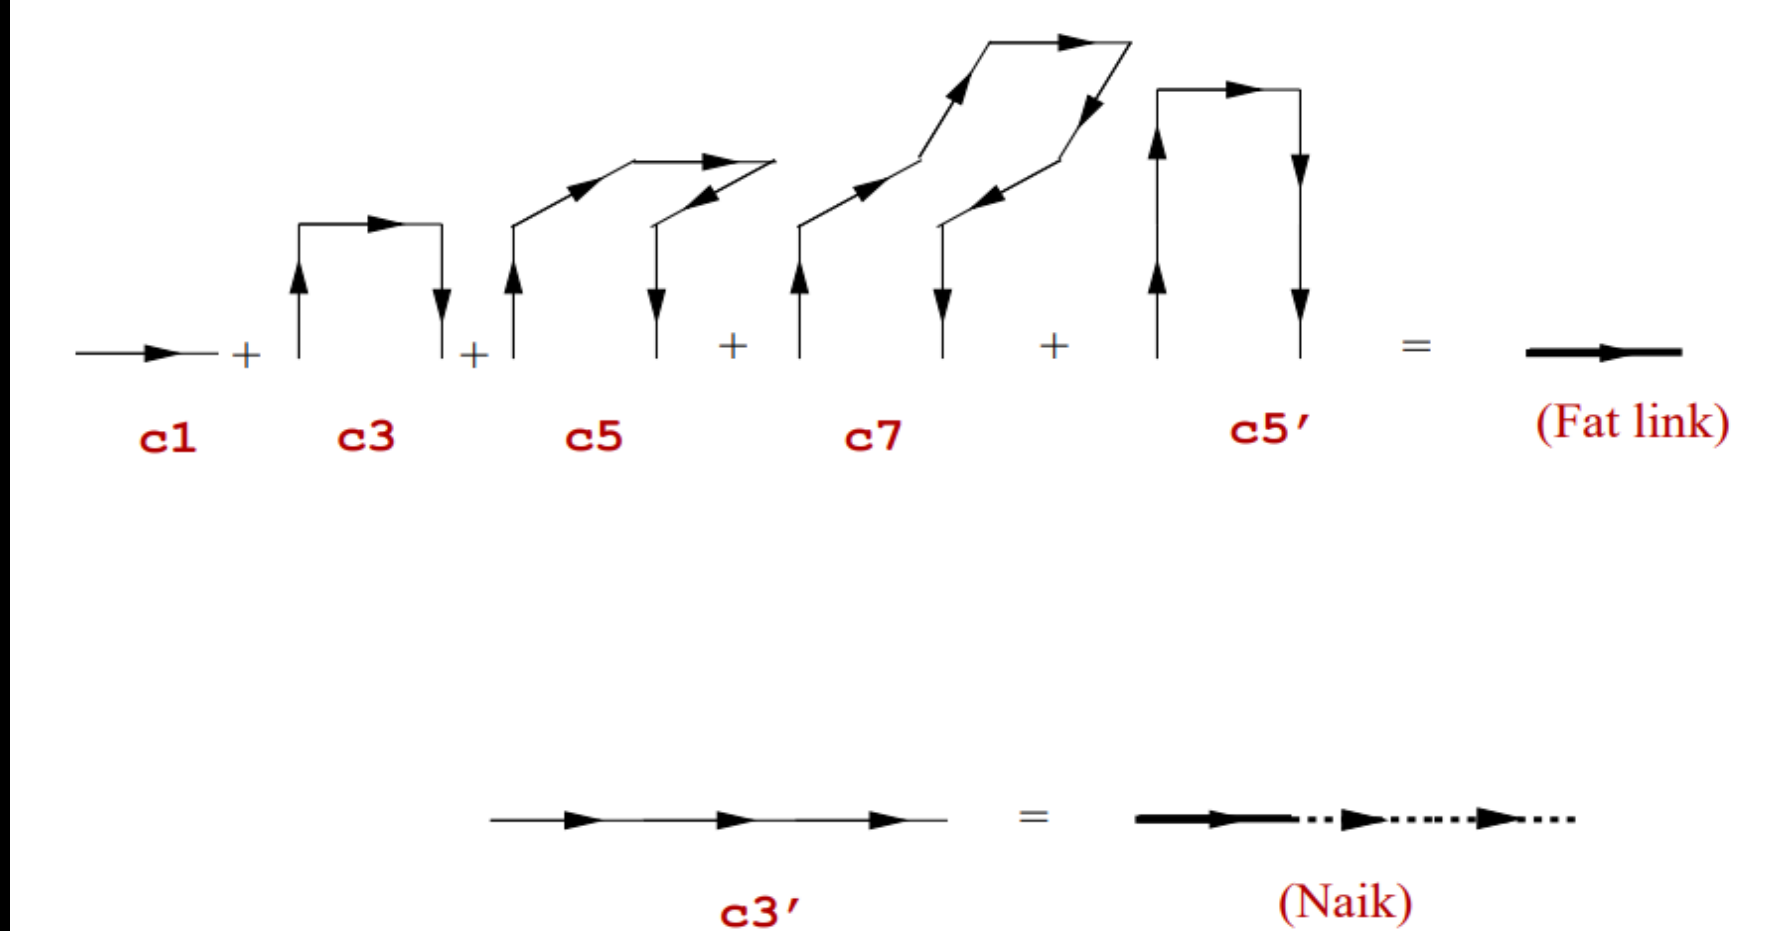 + + + + =
c1 c3 c5 c7 c5' (Fat link)
=
c3' (Naik)